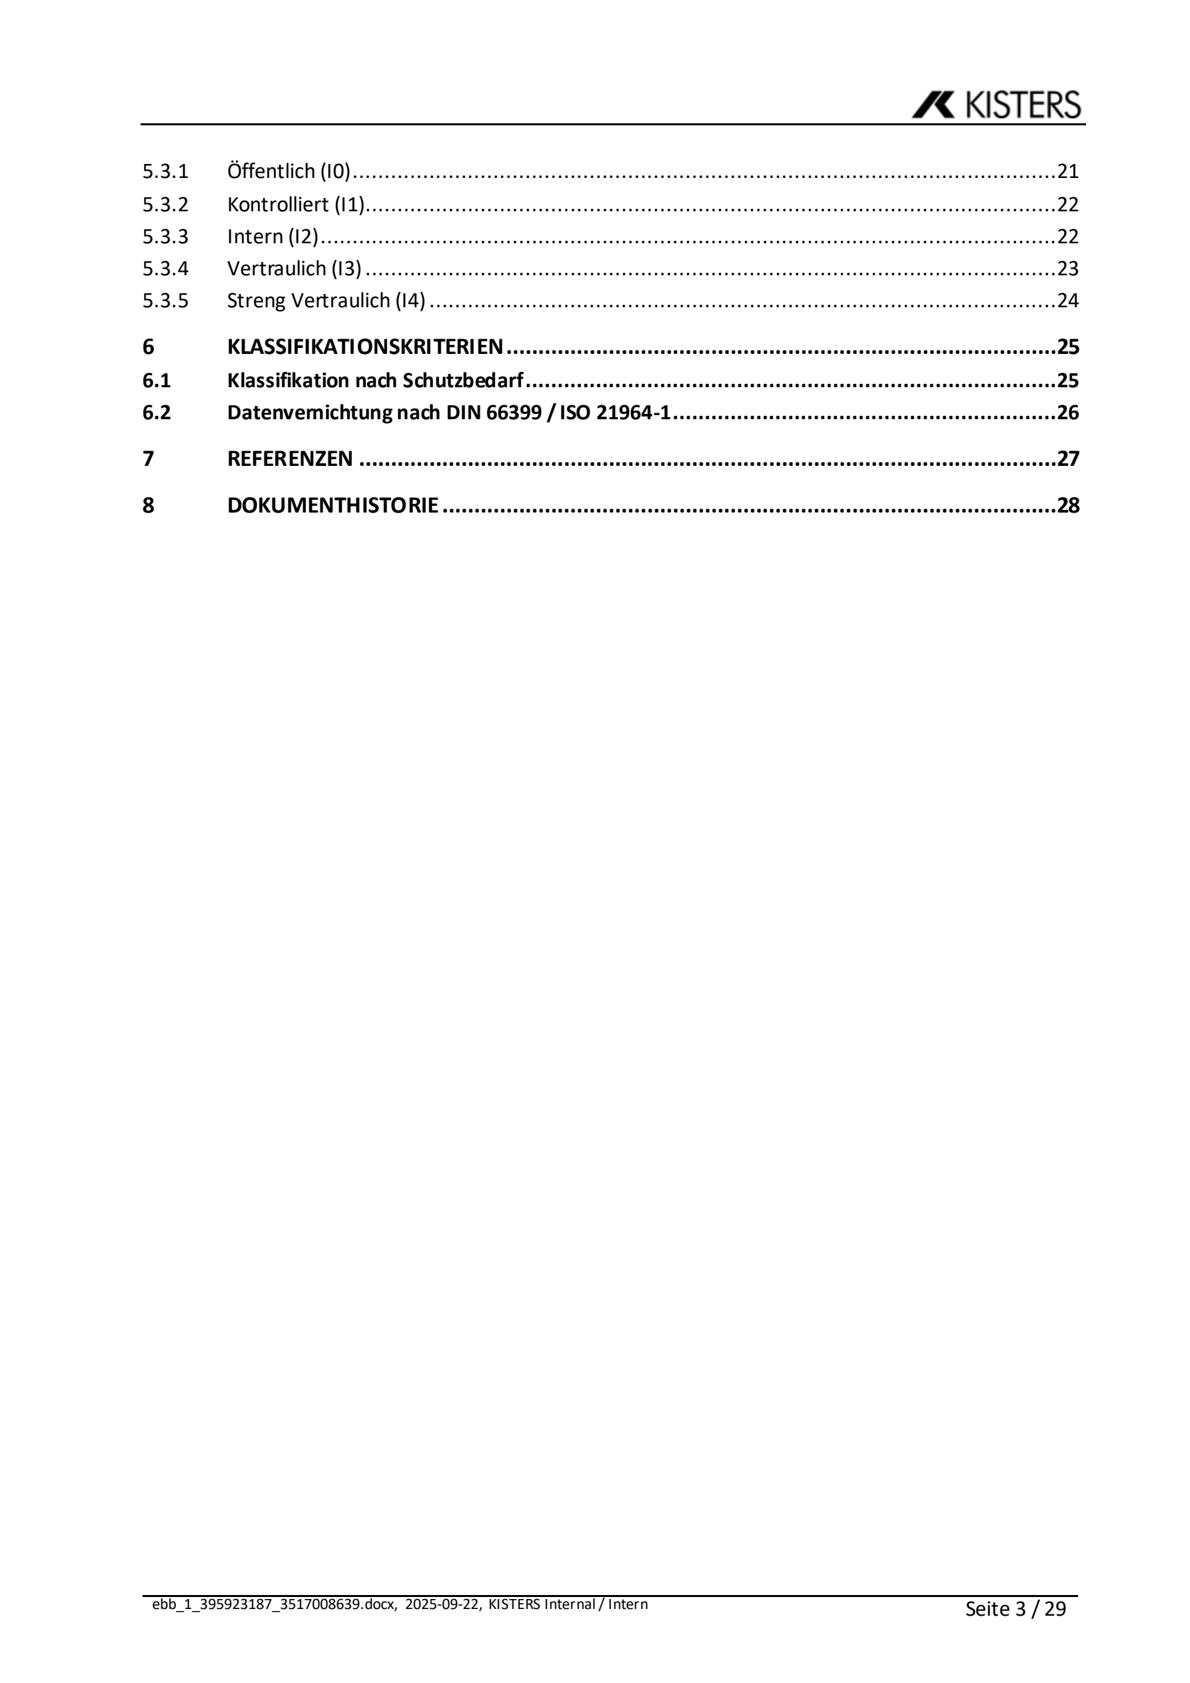 KISTERS
5.3.1 Öffentlich (I0)....................21
5.3.2 Kontrolliert (I1)....................22
5.3.3 Intern (I2)....................22
5.3.4 Vertraulich (I3)....................23
5.3.5 Streng Vertraulich (I4)....................24
6 KLASSIFIKATIONSKRITERIEN....................25
6.1 Klassifikation nach Schutzbedarf....................25
6.2 Datenvernichtung nach DIN 66399 / ISO 21964-1....................26
7 REFERENZEN....................27
8 DOKUMENTHISTORIE....................28
ebb_1_395923187_3517008639.docx, 2025-09-22, KISTERS Internal / Intern Seite 3 / 29